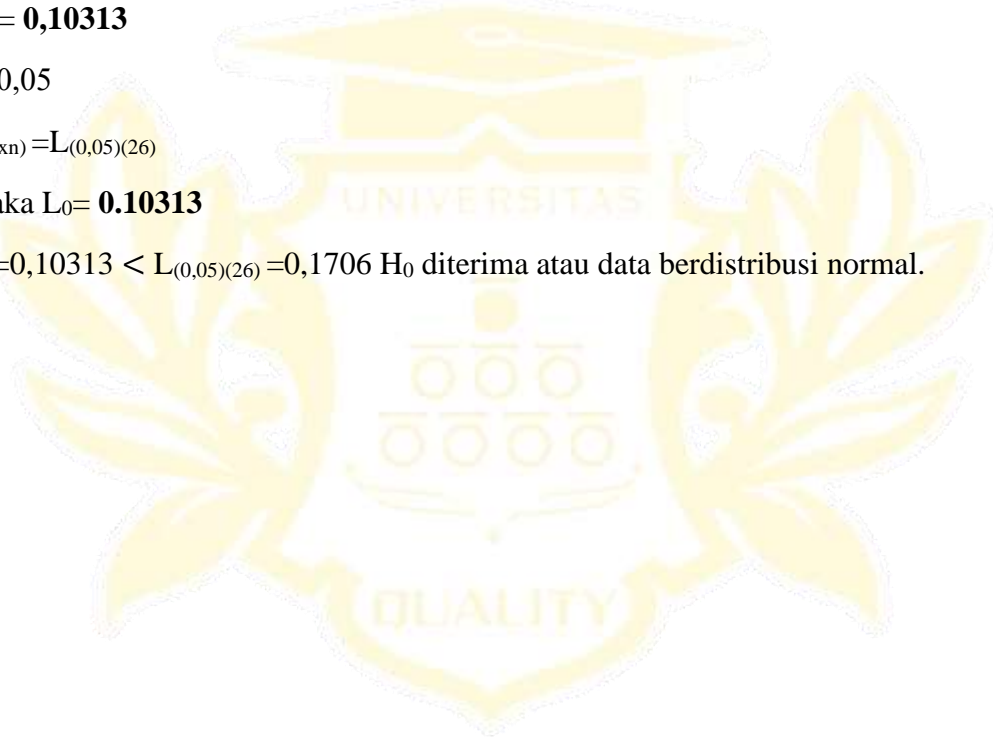 = 0,10313
0,05
xn) =L(0,05)(26)
aka L0= 0.10313
=0,10313 < L(0,05)(26) =0,1706 H0 diterima atau data berdistribusi normal.
UNIVERSITAS
QUALITY